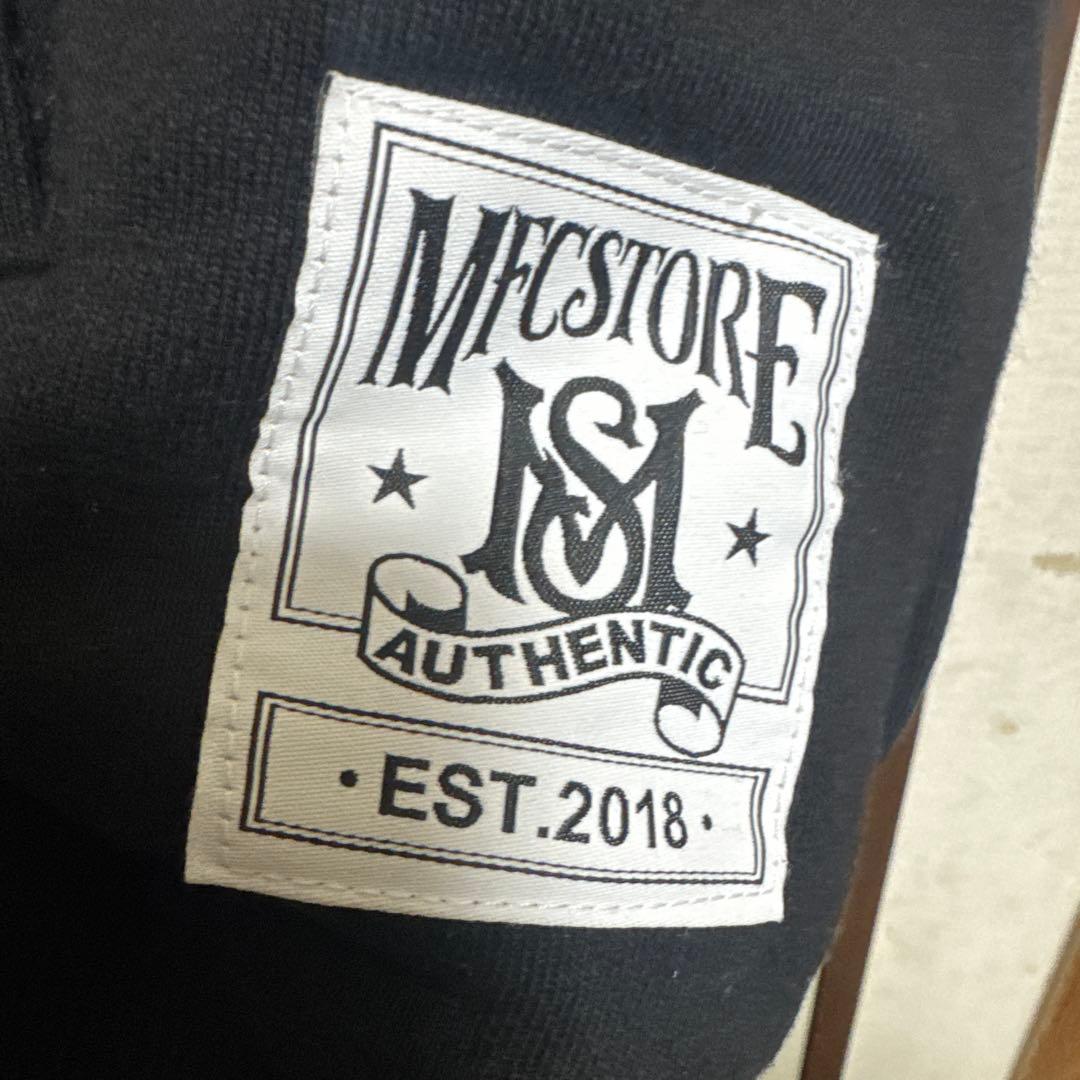 MFCSTORE
MS
AUTHENTIC
·EST.2018·